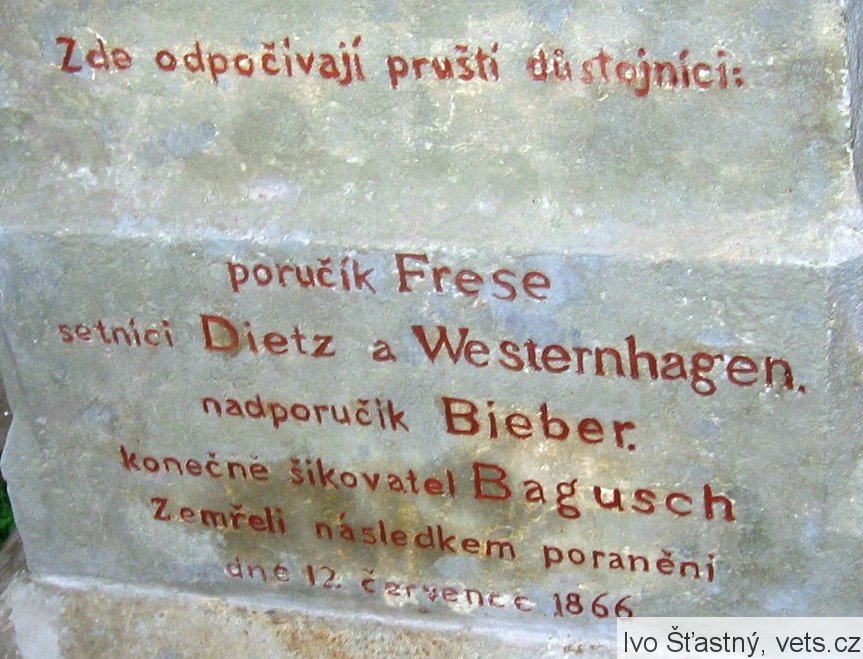 Zde odpočívají pruští důstojníci:
poručík Frese
setníci Dietz a Westernhagen.
nadporučik Bieber.
konečně šikovatel Bagusch
Zemřeli následkem poranění
dne 12. července 1866
Ivo Šťastný, vets.cz